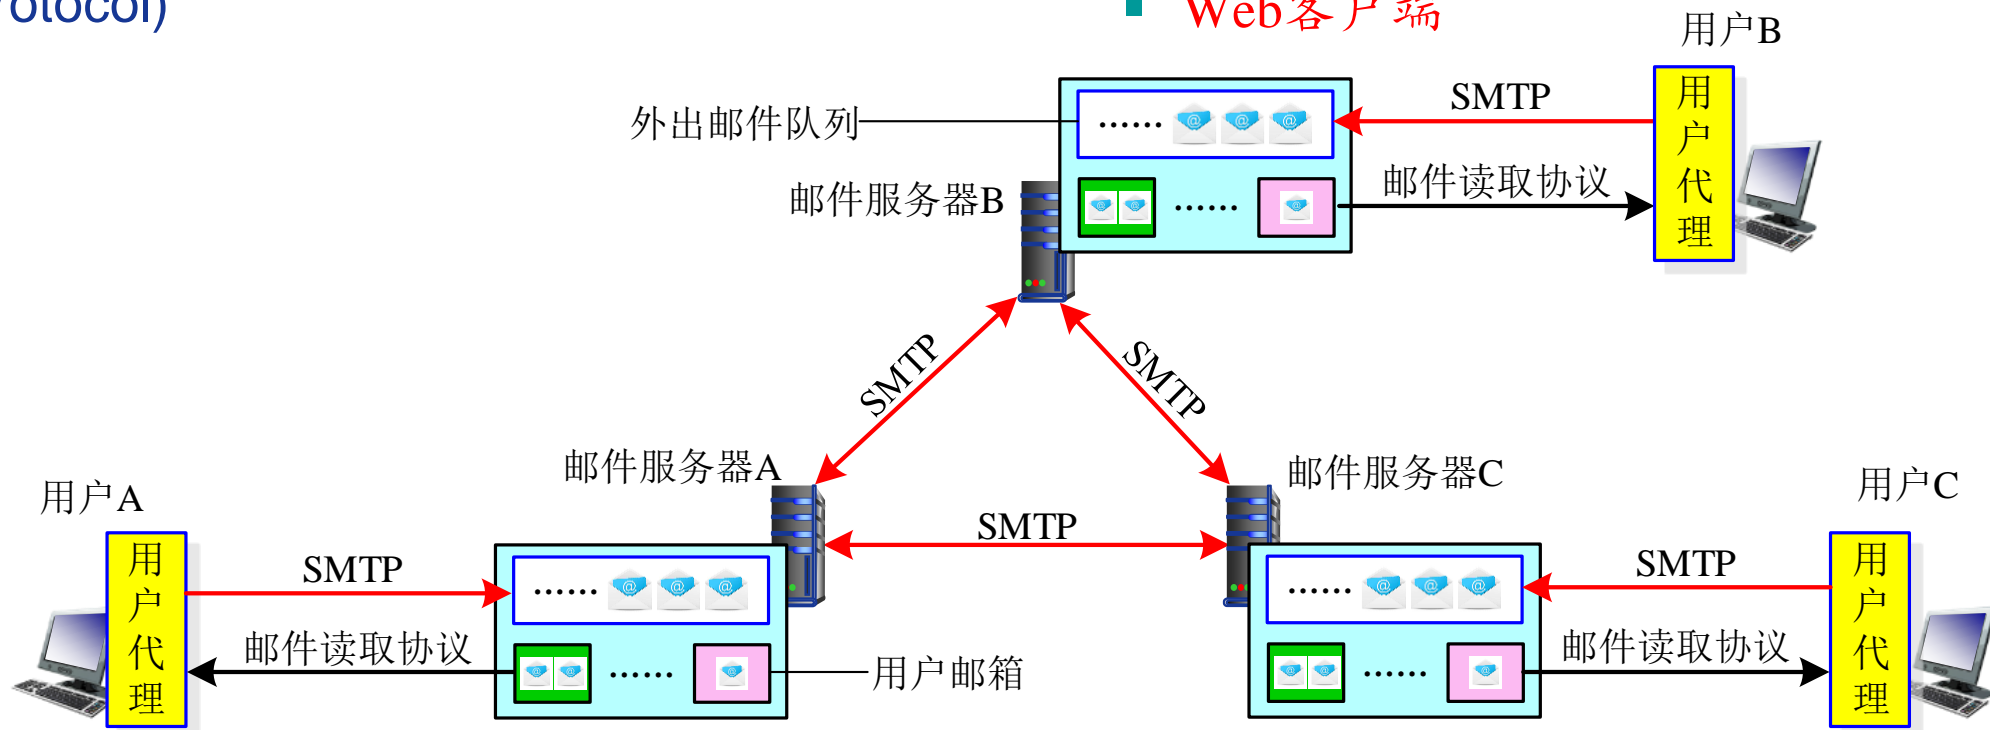 otocol)
Web客户端
用户B
SMTP
用户代理
外出邮件队列
......
邮件服务器B
......
邮件读取协议
SMTP
SMTP
邮件服务器A
邮件服务器C
用户A
用户C
SMTP
用户代理
SMTP
......
......
SMTP
用户代理
邮件读取协议
......
用户邮箱
......
邮件读取协议